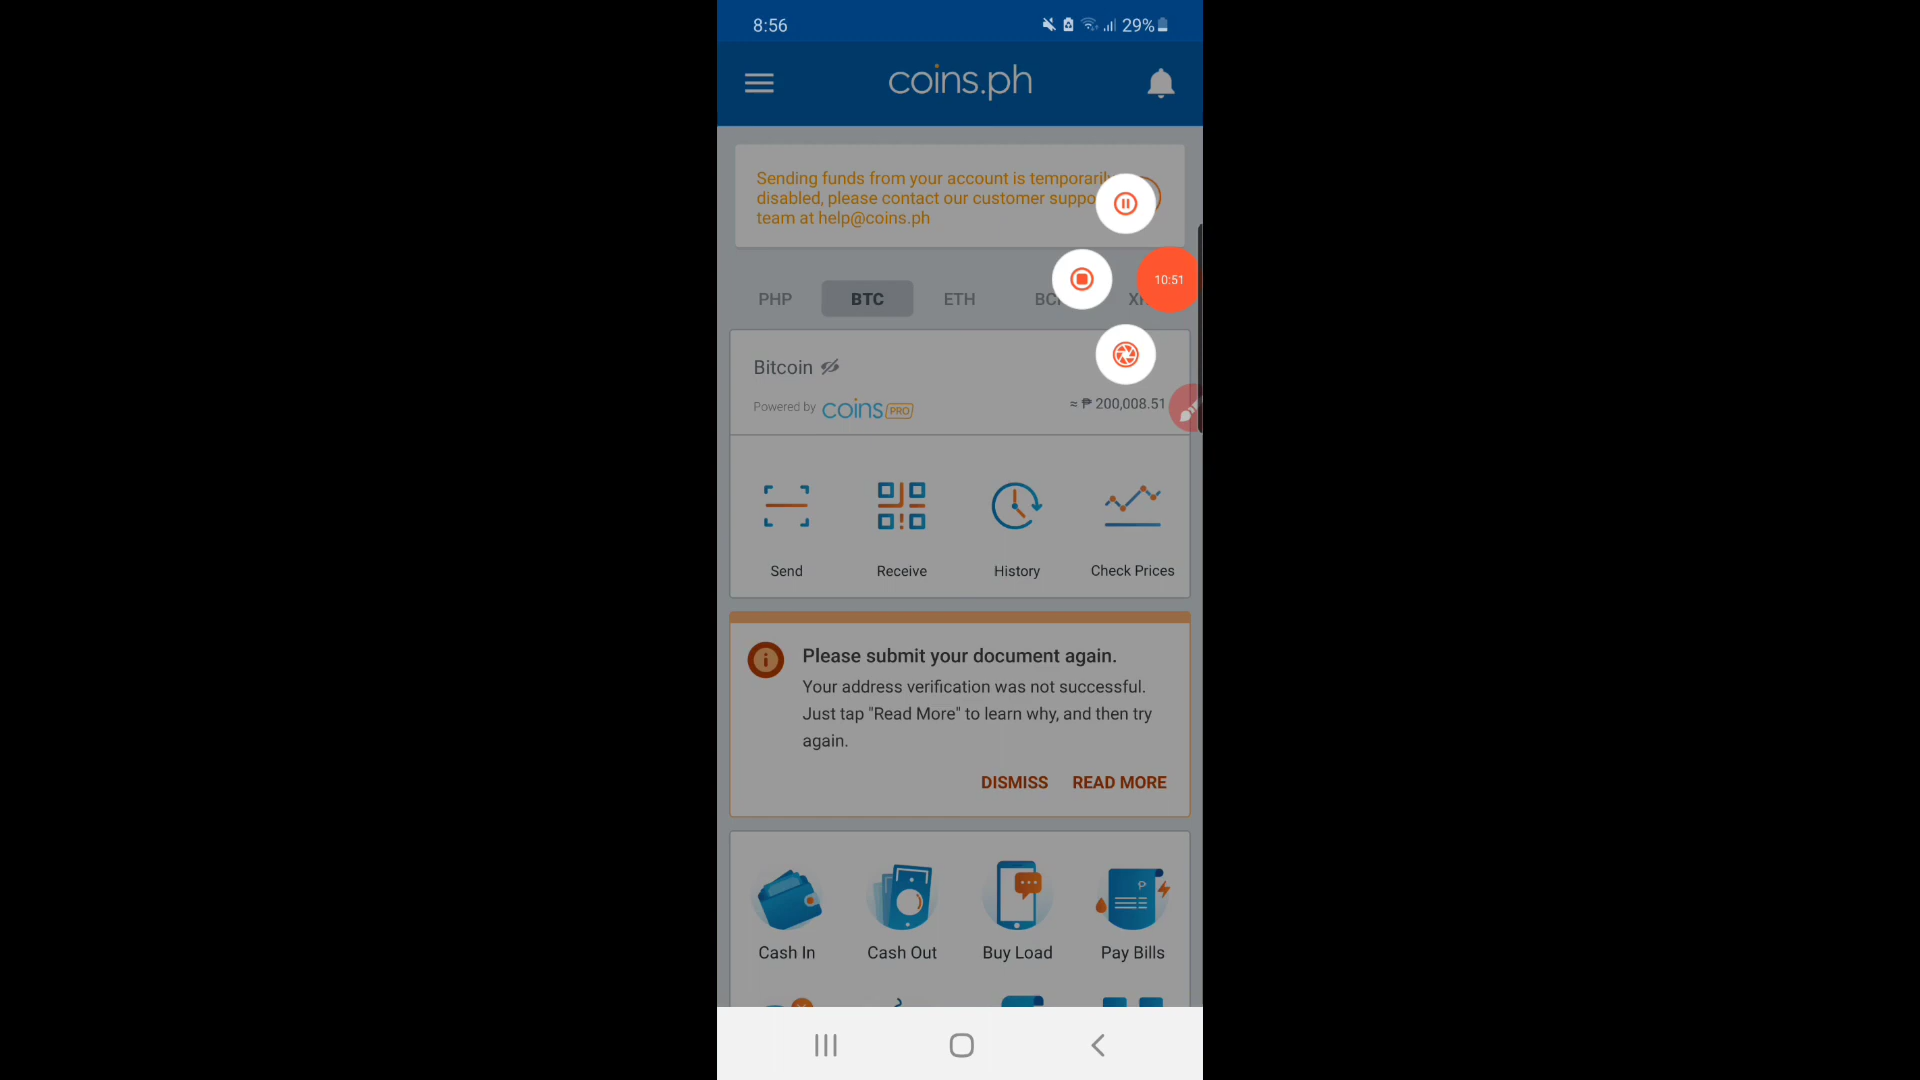 8:56
29%
coins.ph
Sending funds from your account is temporarily
disabled, please contact our customer support
team at help@coins.ph
10:51
PHP
BTC
ETH
Bitcoin
Powered by coins PRO
≈ ₱ 200,008.51
Send
Receive
History
Check Prices
Please submit your document again.
Your address verification was not successful.
Just tap "Read More" to learn why, and then try
again.
DISMISS
READ MORE
Cash In
Cash Out
Buy Load
Pay Bills